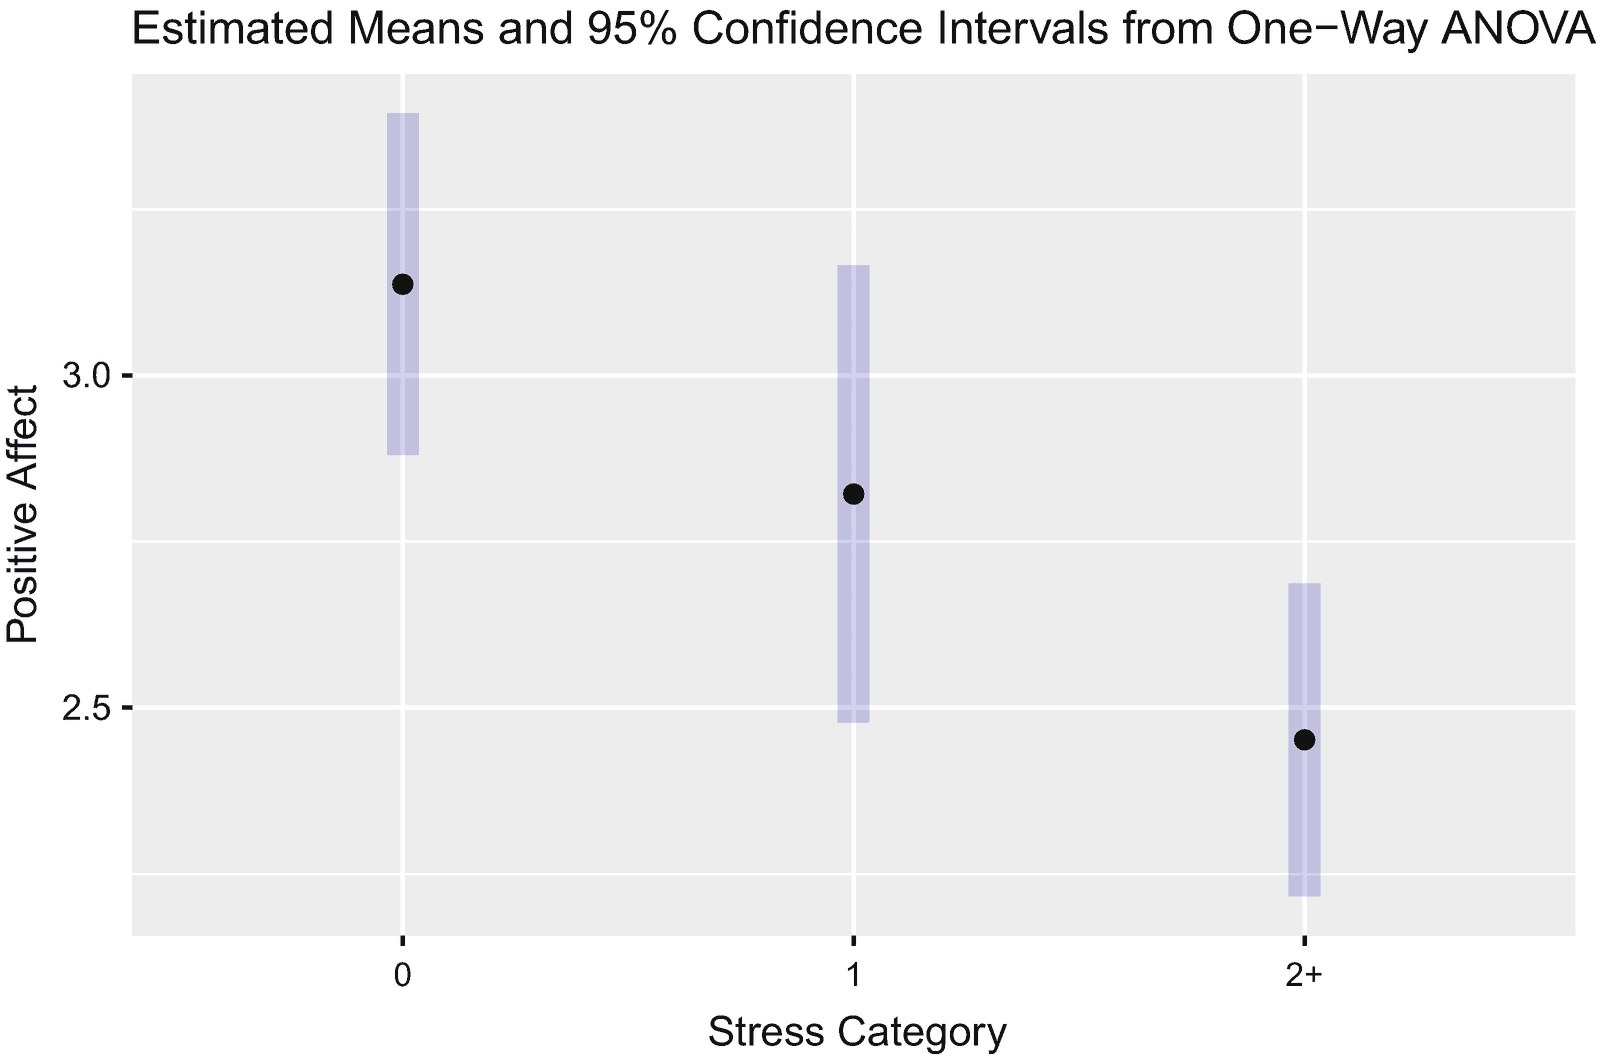 Estimated Means and 95% Confidence Intervals from One−Way ANOVA
Positive Affect
3.0
2.5
0
1
2+
Stress Category